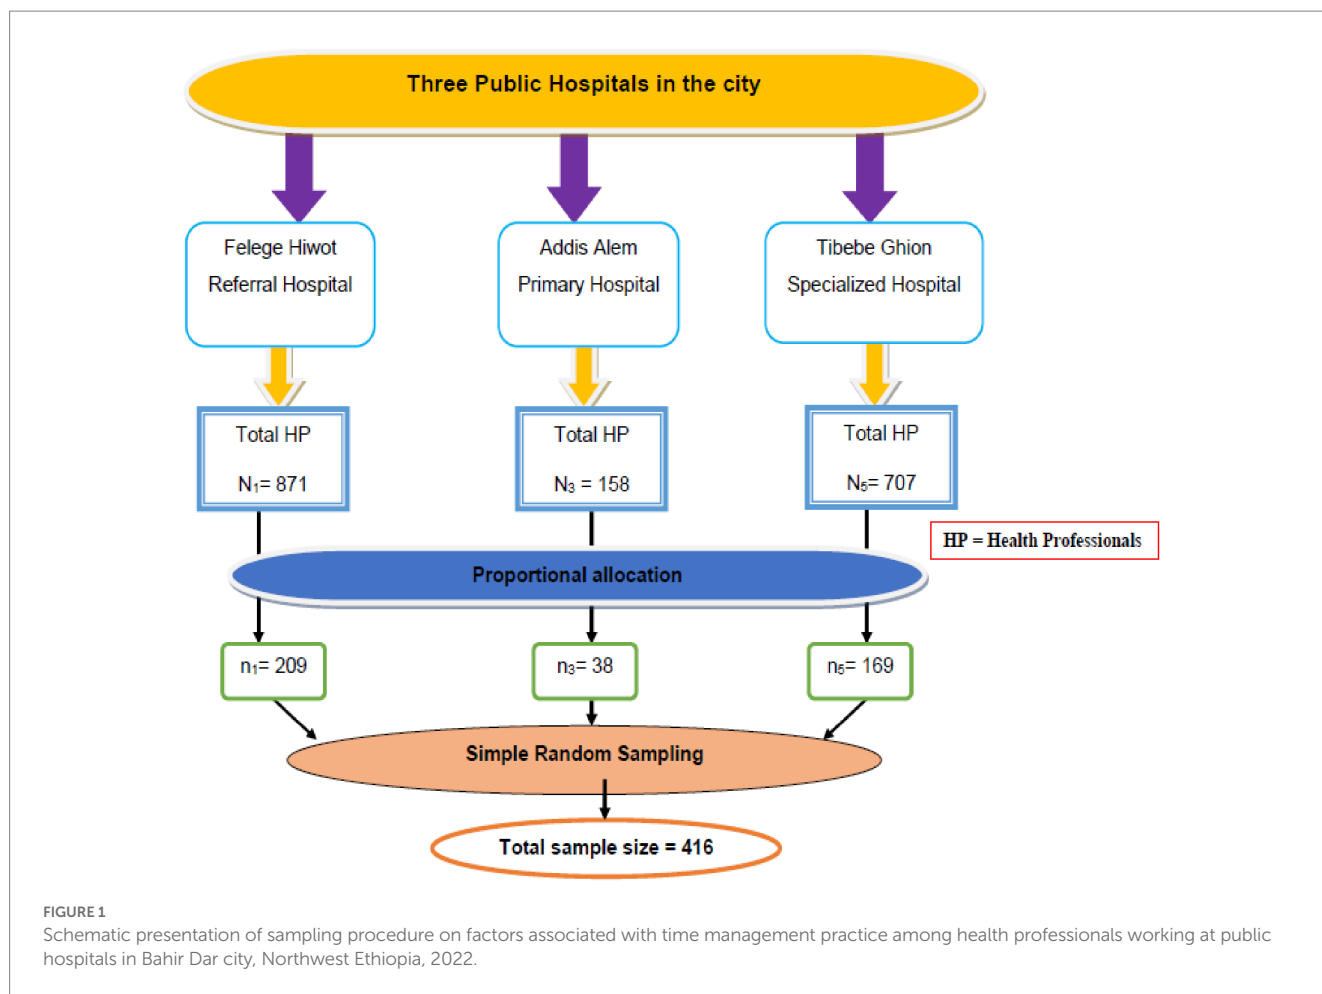 Three Public Hospitals in the city
Felege Hiwot
Referral Hospital
Addis Alem
Primary Hospital
Tibebe Ghion
Specialized Hospital
Total HP
N₁= 871
Total HP
N₃ = 158
Total HP
N₅= 707
HP = Health Professionals
Proportional allocation
n₁= 209
n₃= 38
n₅= 169
Simple Random Sampling
Total sample size = 416
FIGURE 1
Schematic presentation of sampling procedure on factors associated with time management practice among health professionals working at public
hospitals in Bahir Dar city, Northwest Ethiopia, 2022.